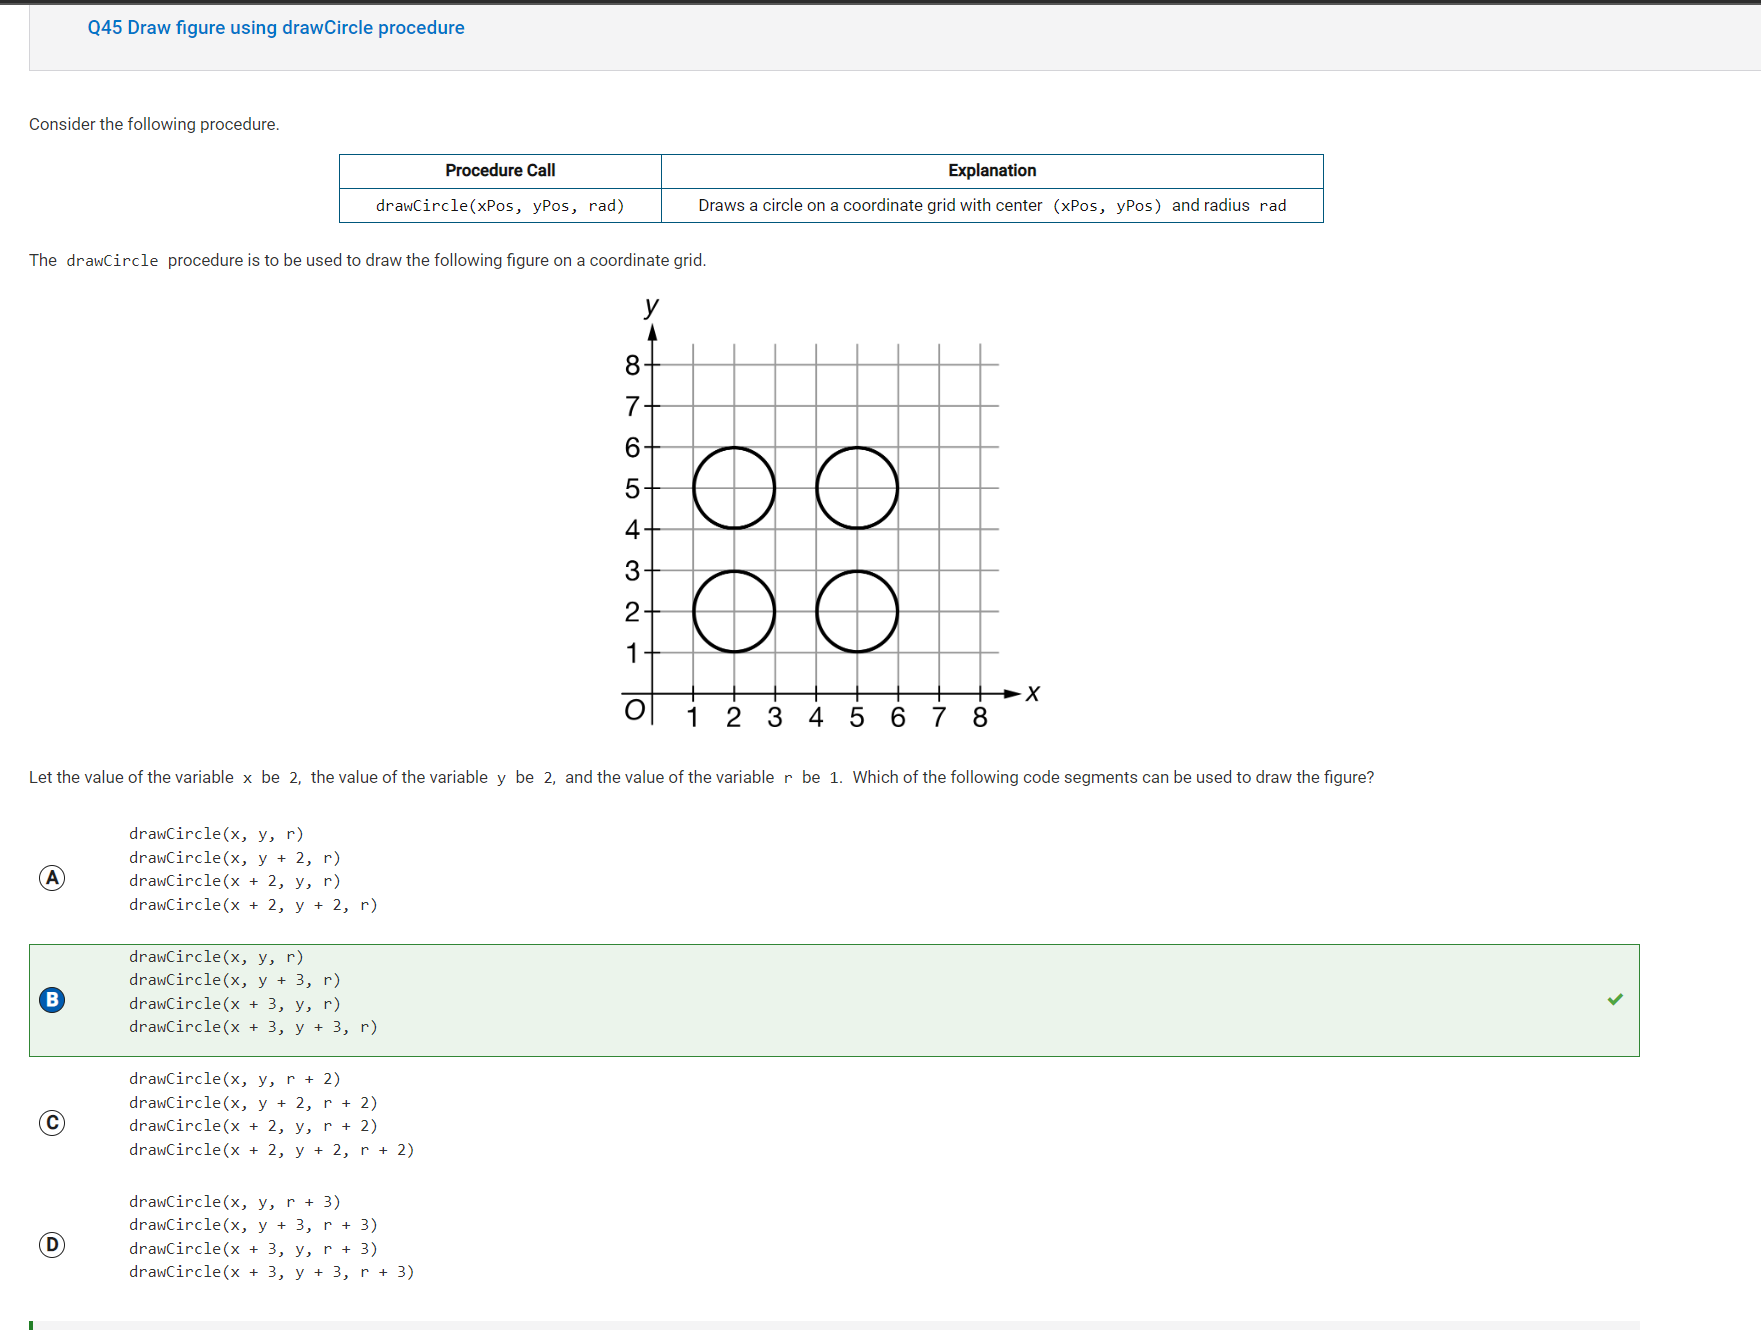 Q45 Draw figure using drawCircle procedure
Consider the following procedure.
Procedure Call Explanation
drawCircle(xPos, yPos, rad) Draws a circle on a coordinate grid with center (xPos, yPos) and radius rad
The drawCircle procedure is to be used to draw the following figure on a coordinate grid.
y
8
7
6
5
4
3
2
1
x
O 1 2 3 4 5 6 7 8
Let the value of the variable x be 2, the value of the variable y be 2, and the value of the variable r be 1. Which of the following code segments can be used to draw the figure?
A
drawCircle(x, y, r)
drawCircle(x, y + 2, r)
drawCircle(x + 2, y, r)
drawCircle(x + 2, y + 2, r)
B
drawCircle(x, y, r)
drawCircle(x, y + 3, r)
drawCircle(x + 3, y, r)
drawCircle(x + 3, y + 3, r)
C
drawCircle(x, y, r + 2)
drawCircle(x, y + 2, r + 2)
drawCircle(x + 2, y, r + 2)
drawCircle(x + 2, y + 2, r + 2)
D
drawCircle(x, y, r + 3)
drawCircle(x, y + 3, r + 3)
drawCircle(x + 3, y, r + 3)
drawCircle(x + 3, y + 3, r + 3)